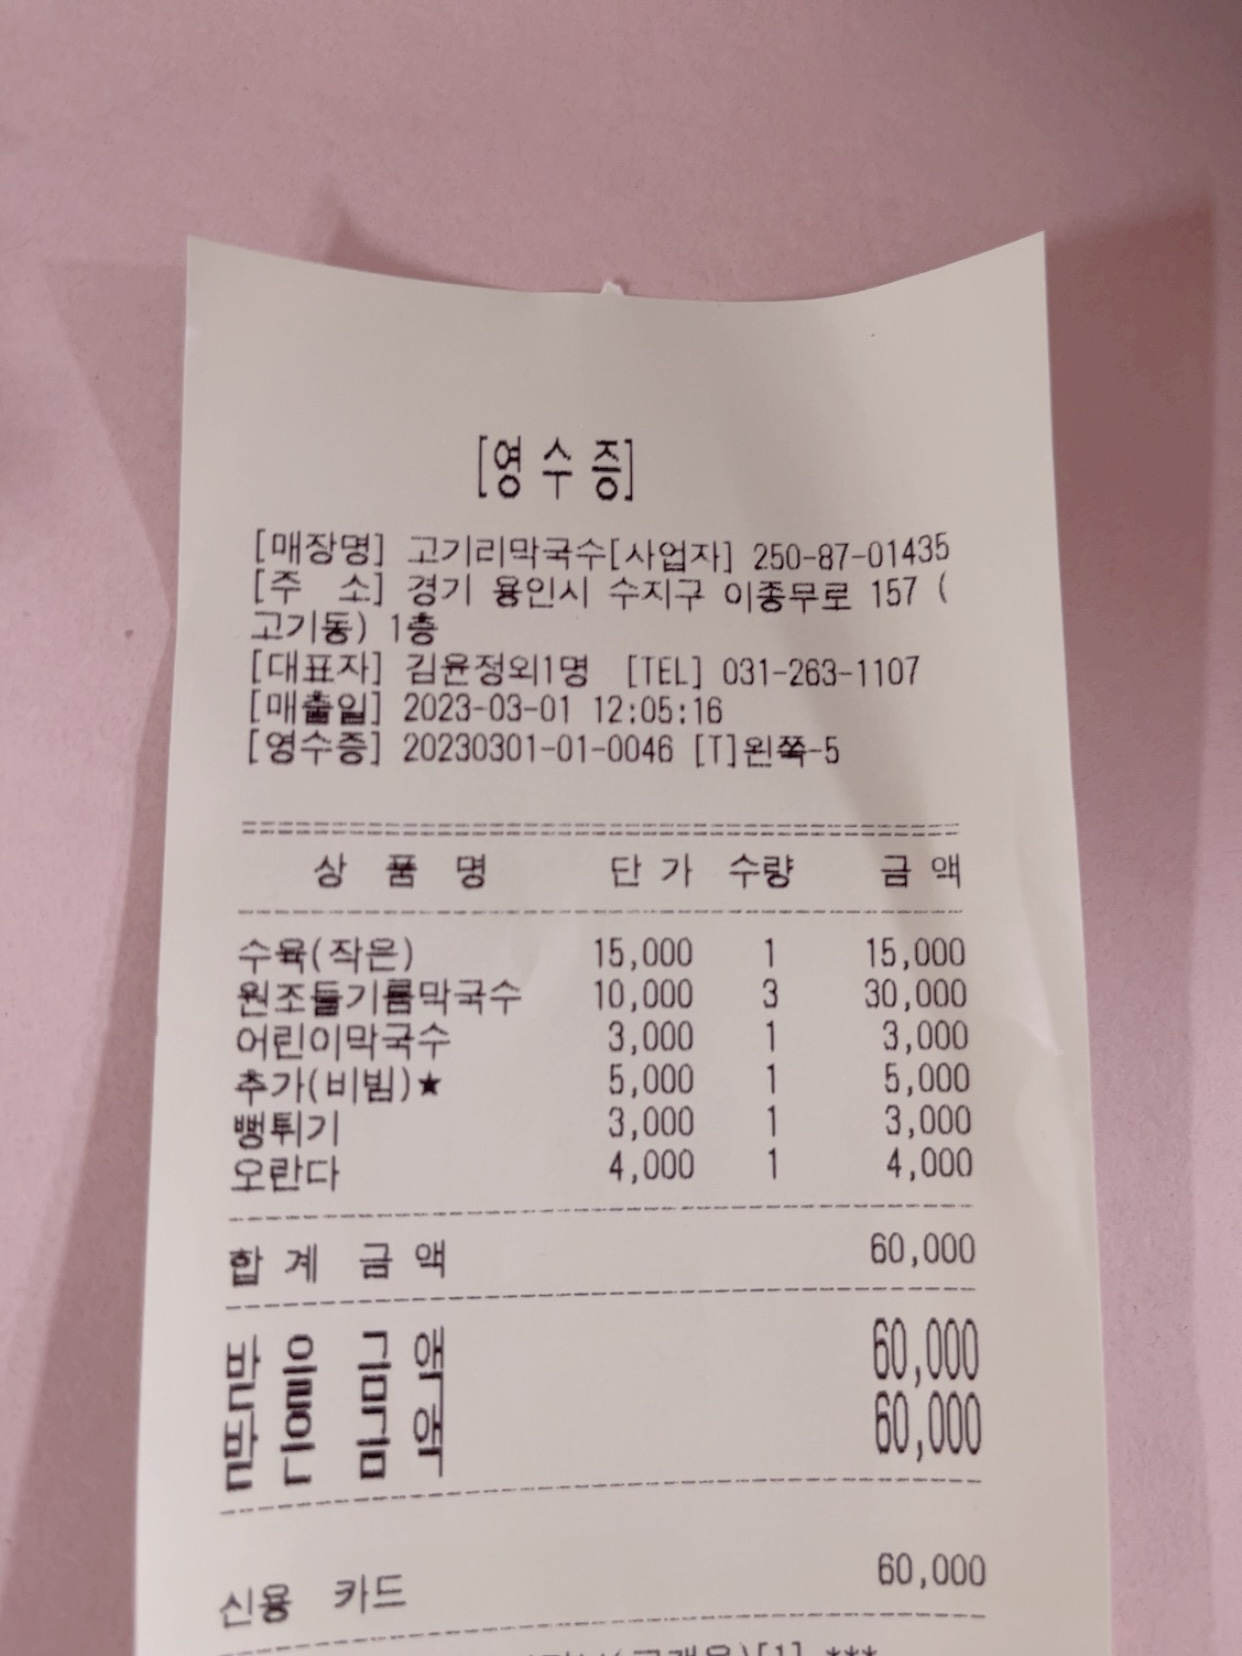 [영수증]
[매장명] 고기리막국수[사업자] 250-87-01435
[주 소] 경기 용인시 수지구 이종무로 157 (
고기동) 1층
[대표자] 김윤정외1명 [TEL] 031-263-1107
[매출일] 2023-03-01 12:05:16
[영수증] 20230301-01-0046 [T]왼쪽-5
상 품 명 단 가 수량 금 액
수육(작은) 15,000 1 15,000
원조들기름막국수 10,000 3 30,000
어린이막국수 3,000 1 3,000
추가(비빔)★ 5,000 1 5,000
뻥튀기 3,000 1 3,000
오란다 4,000 1 4,000
합 계 금 액 60,000
받 을 금 액 60,000
받 은 금 액 60,000
신용 카드 60,000
[1] ***